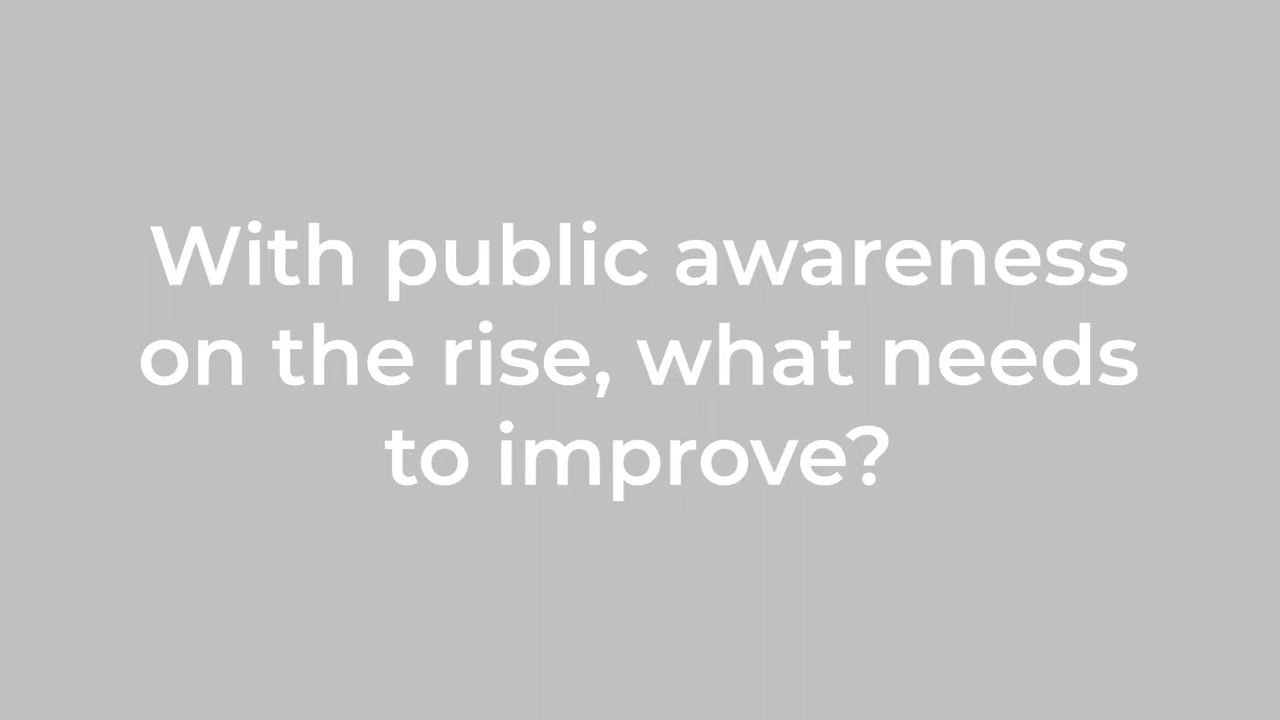 With public awareness
on the rise, what needs
to improve?